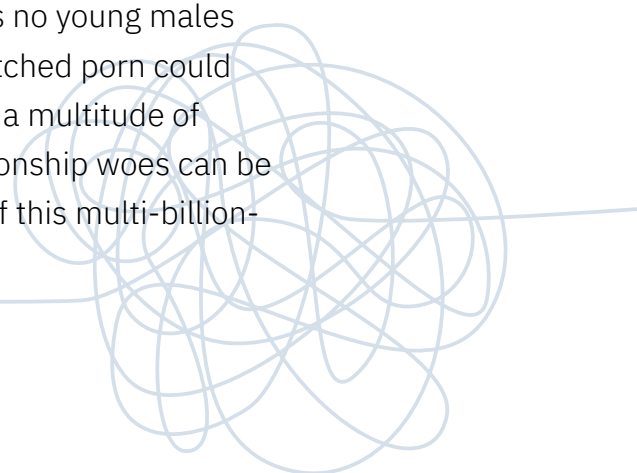 s no young males
tched porn could
a multitude of
onship woes can be
f this multi-billion-